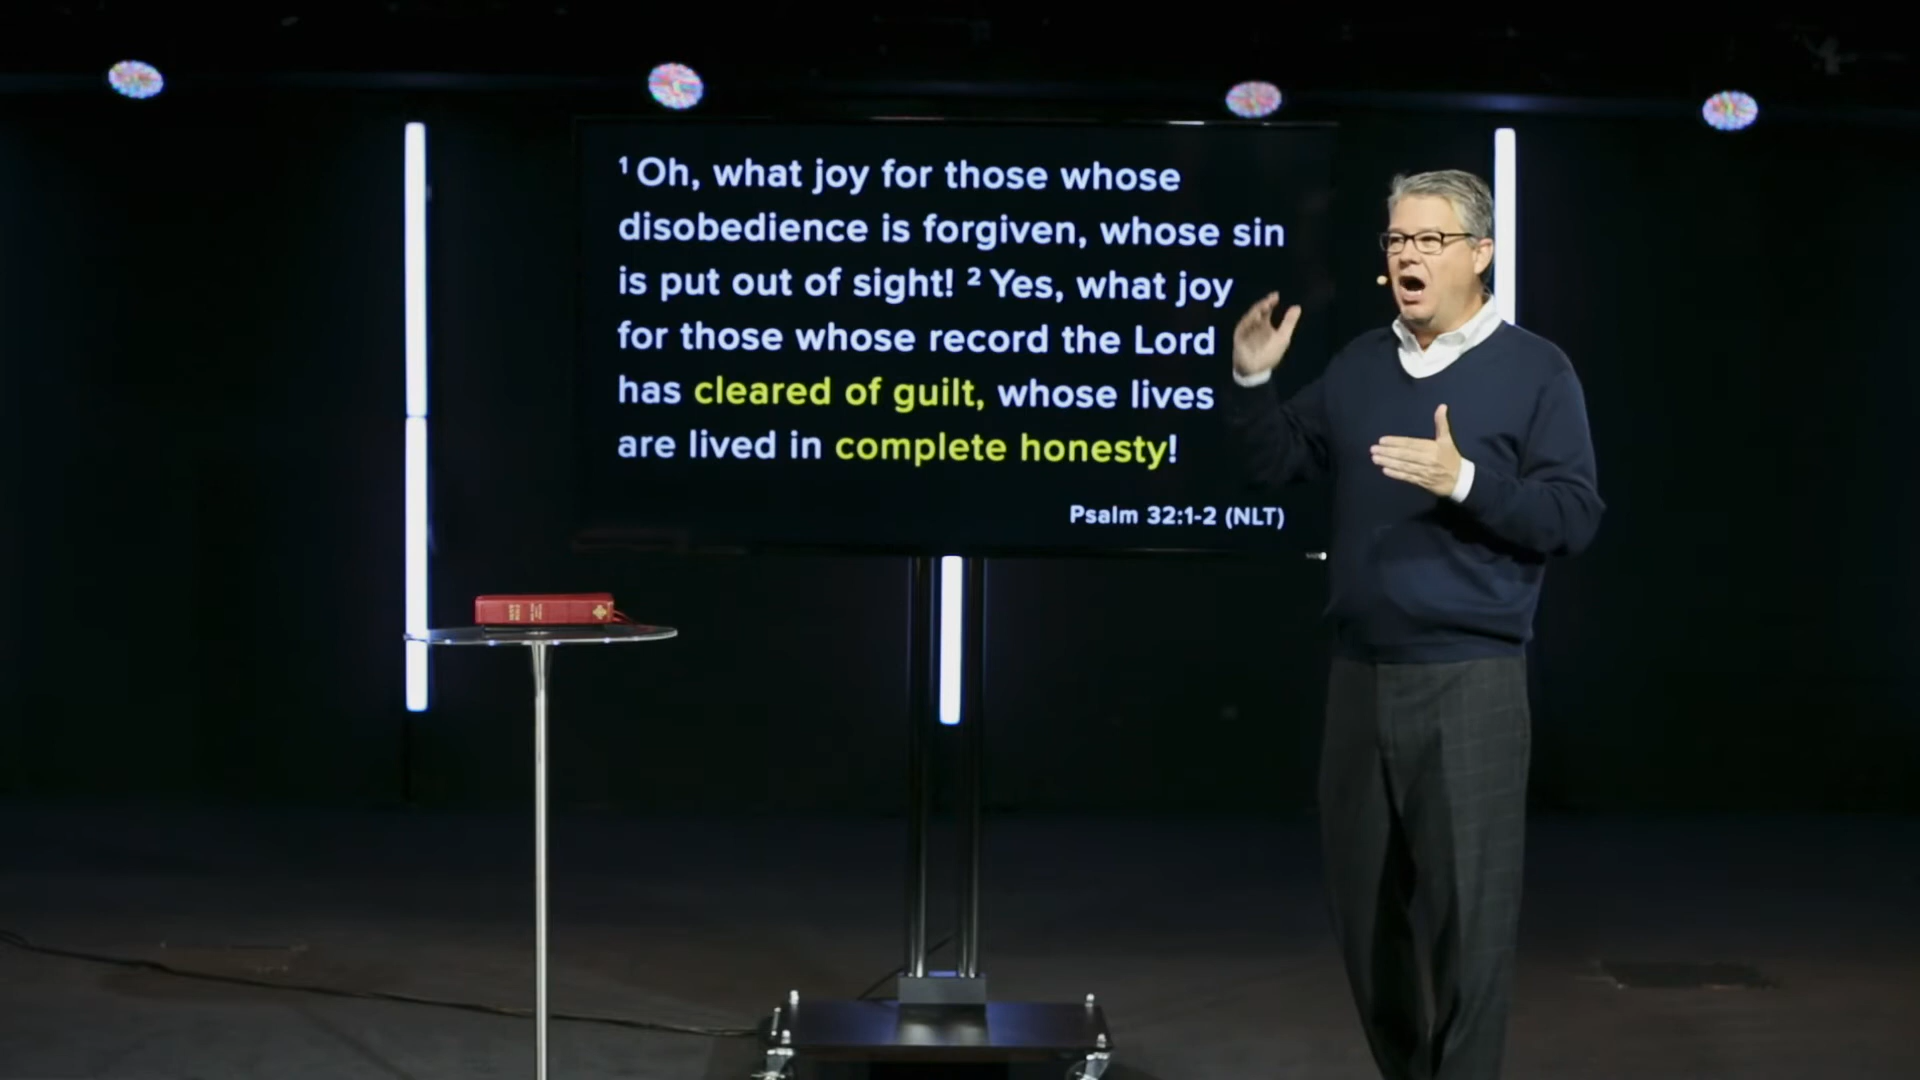 ¹ Oh, what joy for those whose
disobedience is forgiven, whose sin
is put out of sight! ² Yes, what joy
for those whose record the Lord
has cleared of guilt, whose lives
are lived in complete honesty!
Psalm 32:1-2 (NLT)
HOLY
BIBLE